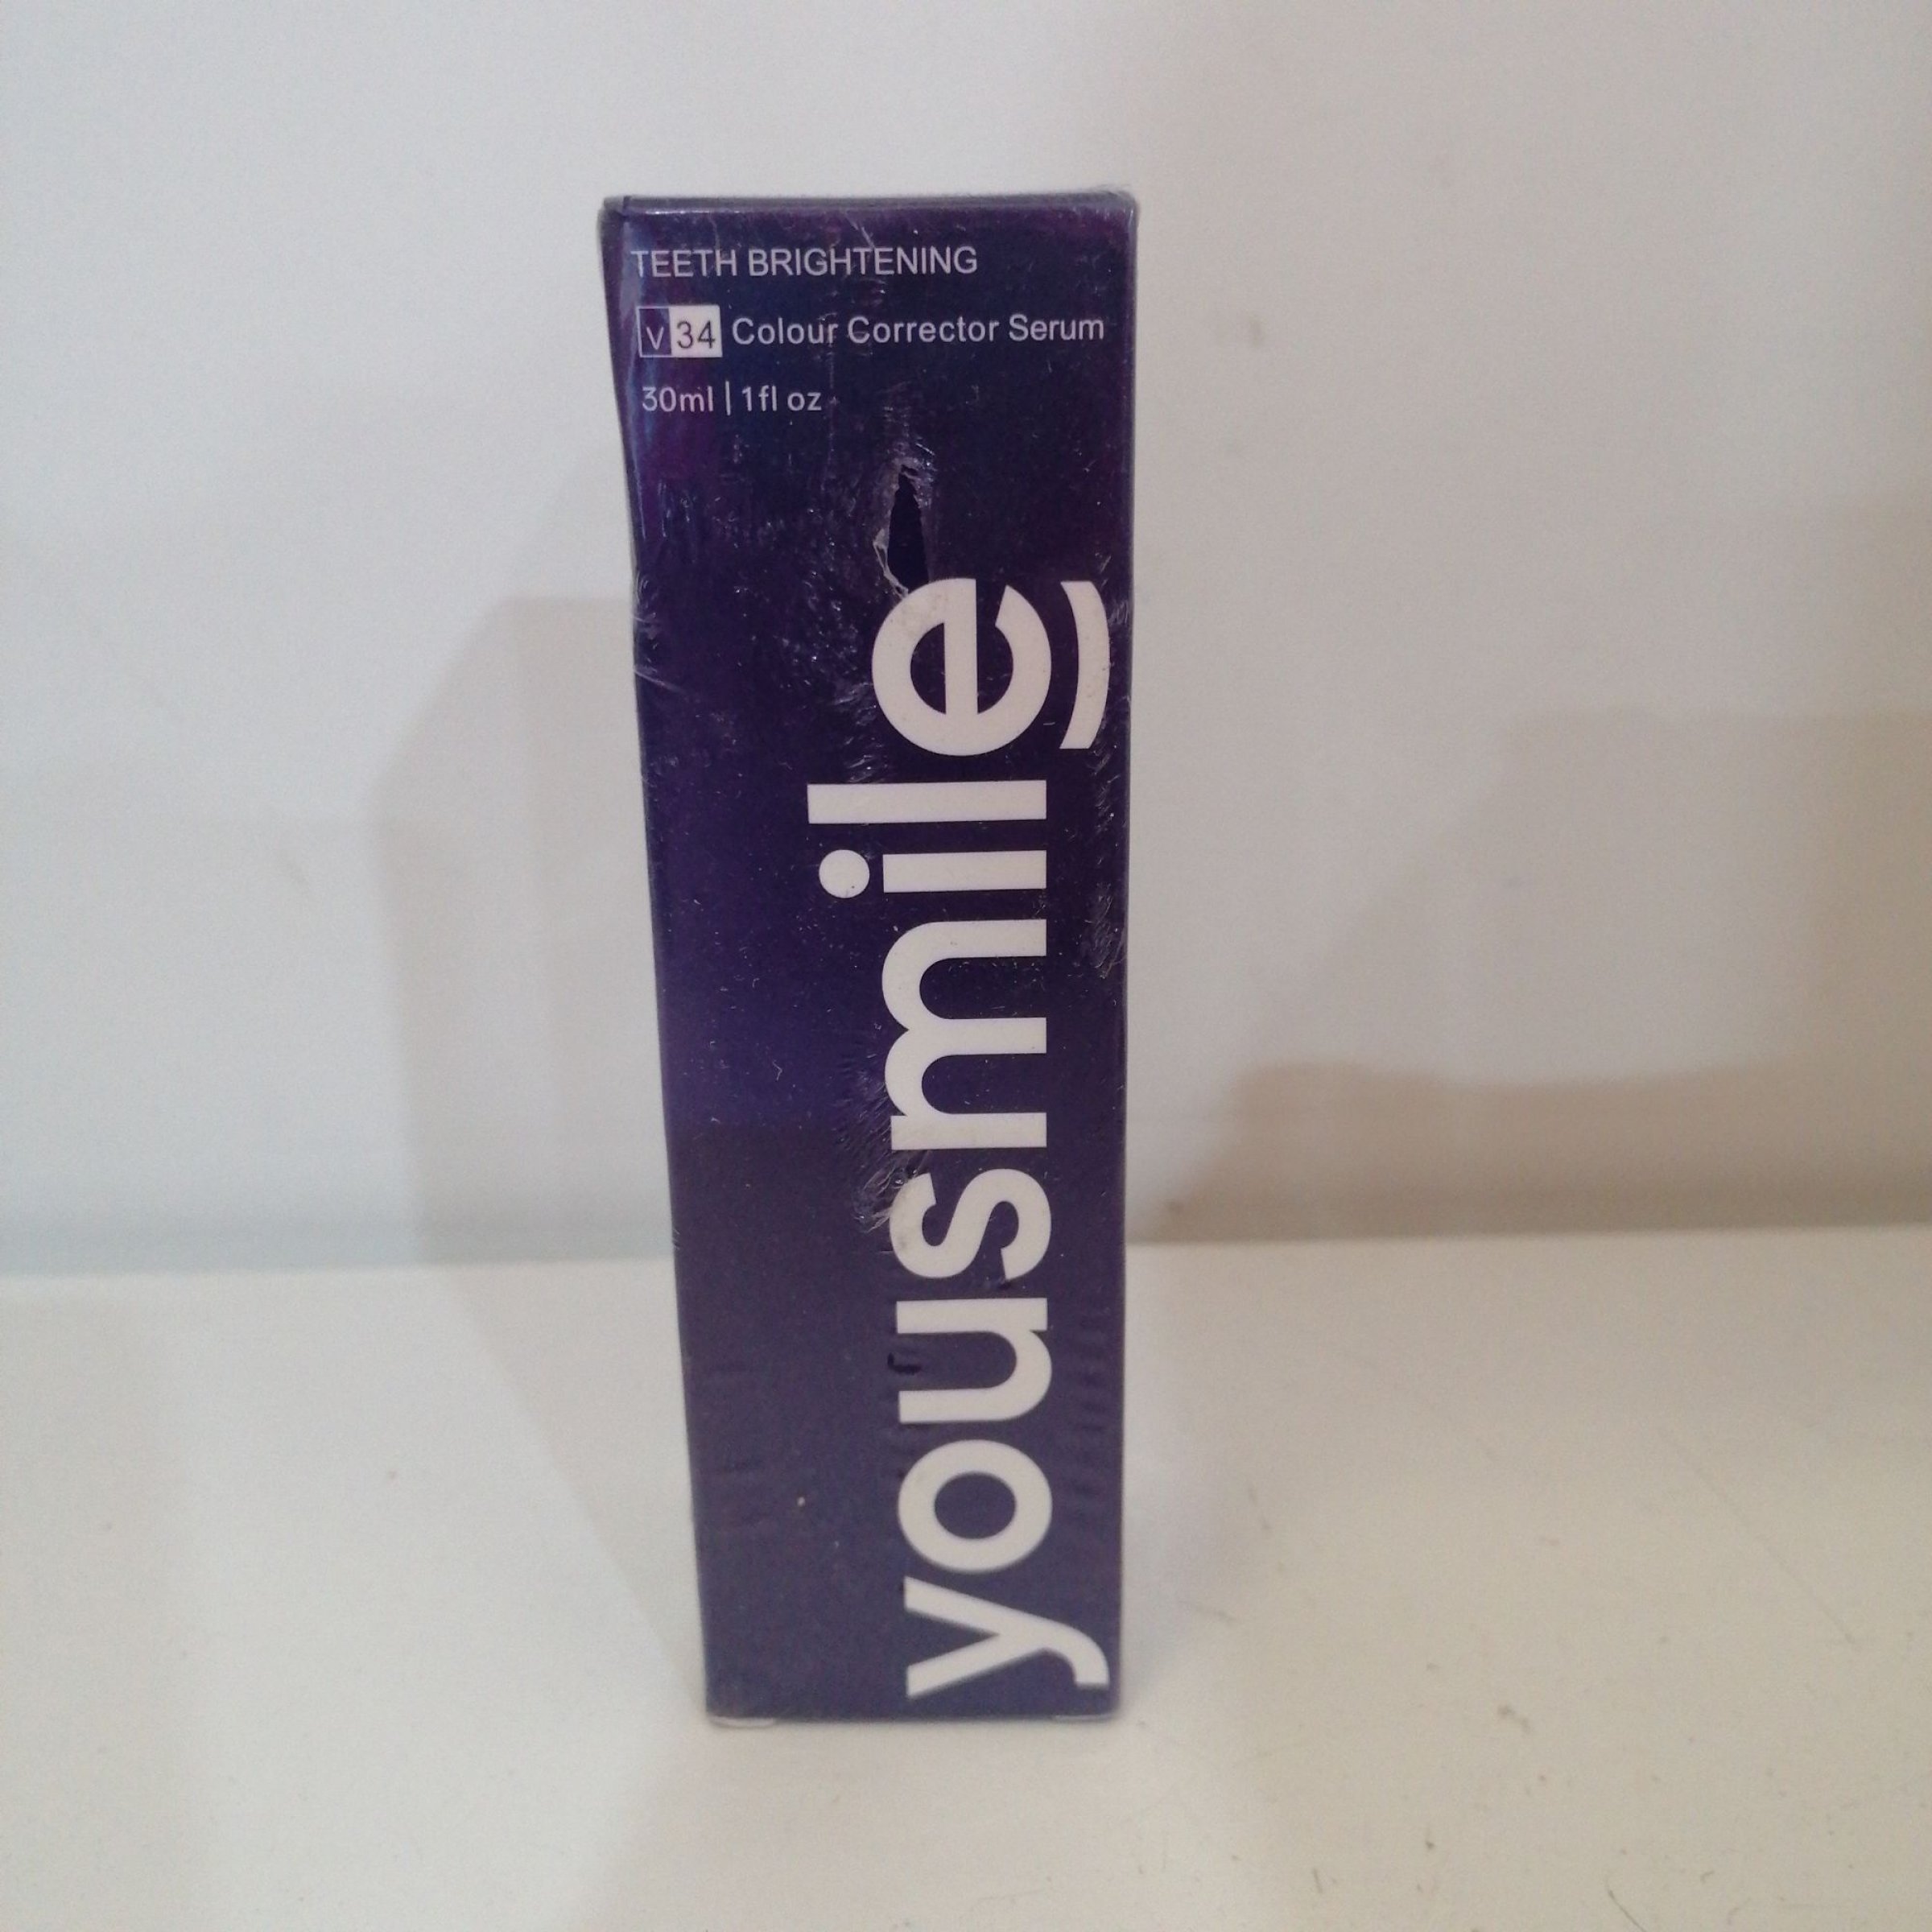 TEETH BRIGHTENING
v34 Colour Corrector Serum
30ml | 1fl oz
yousmile